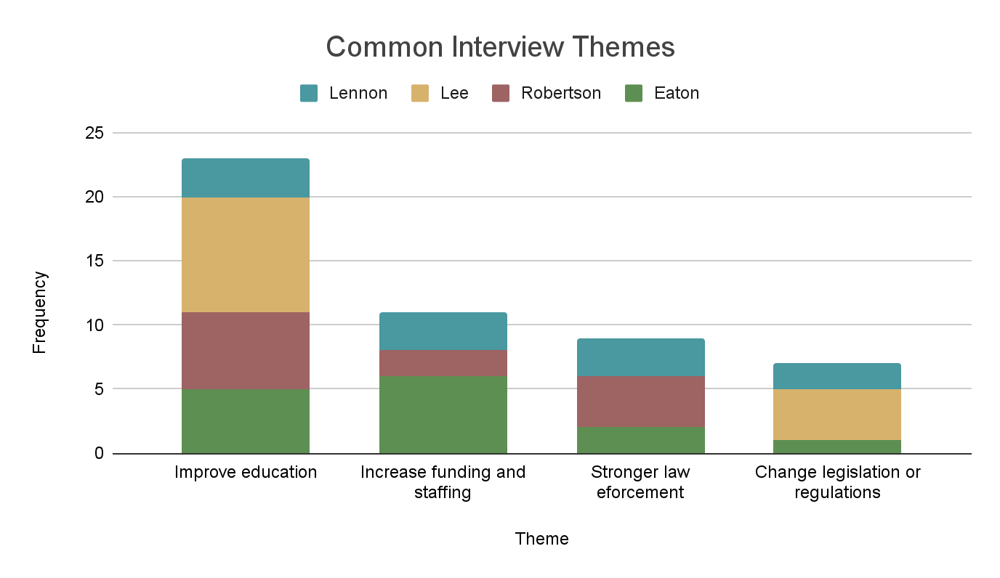 Common Interview Themes
Lennon Lee Robertson Eaton
25
20
15
10
5
0
Frequency
Improve education
Increase funding and
staffing
Stronger law
eforcement
Change legislation or
regulations
Theme